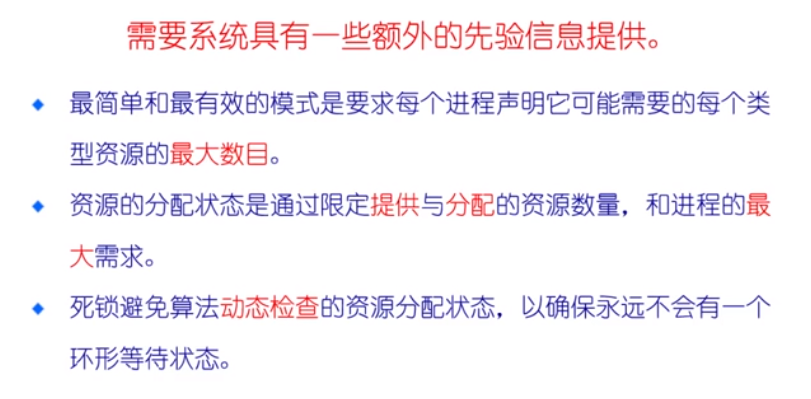 需要系统具有一些额外的先验信息提供。
最简单和最有效的模式是要求每个进程声明它可能需要的每个类
型资源的最大数目。
资源的分配状态是通过限定提供与分配的资源数量，和进程的最
大需求。
死锁避免算法动态检查的资源分配状态，以确保永远不会有一个
环形等待状态。